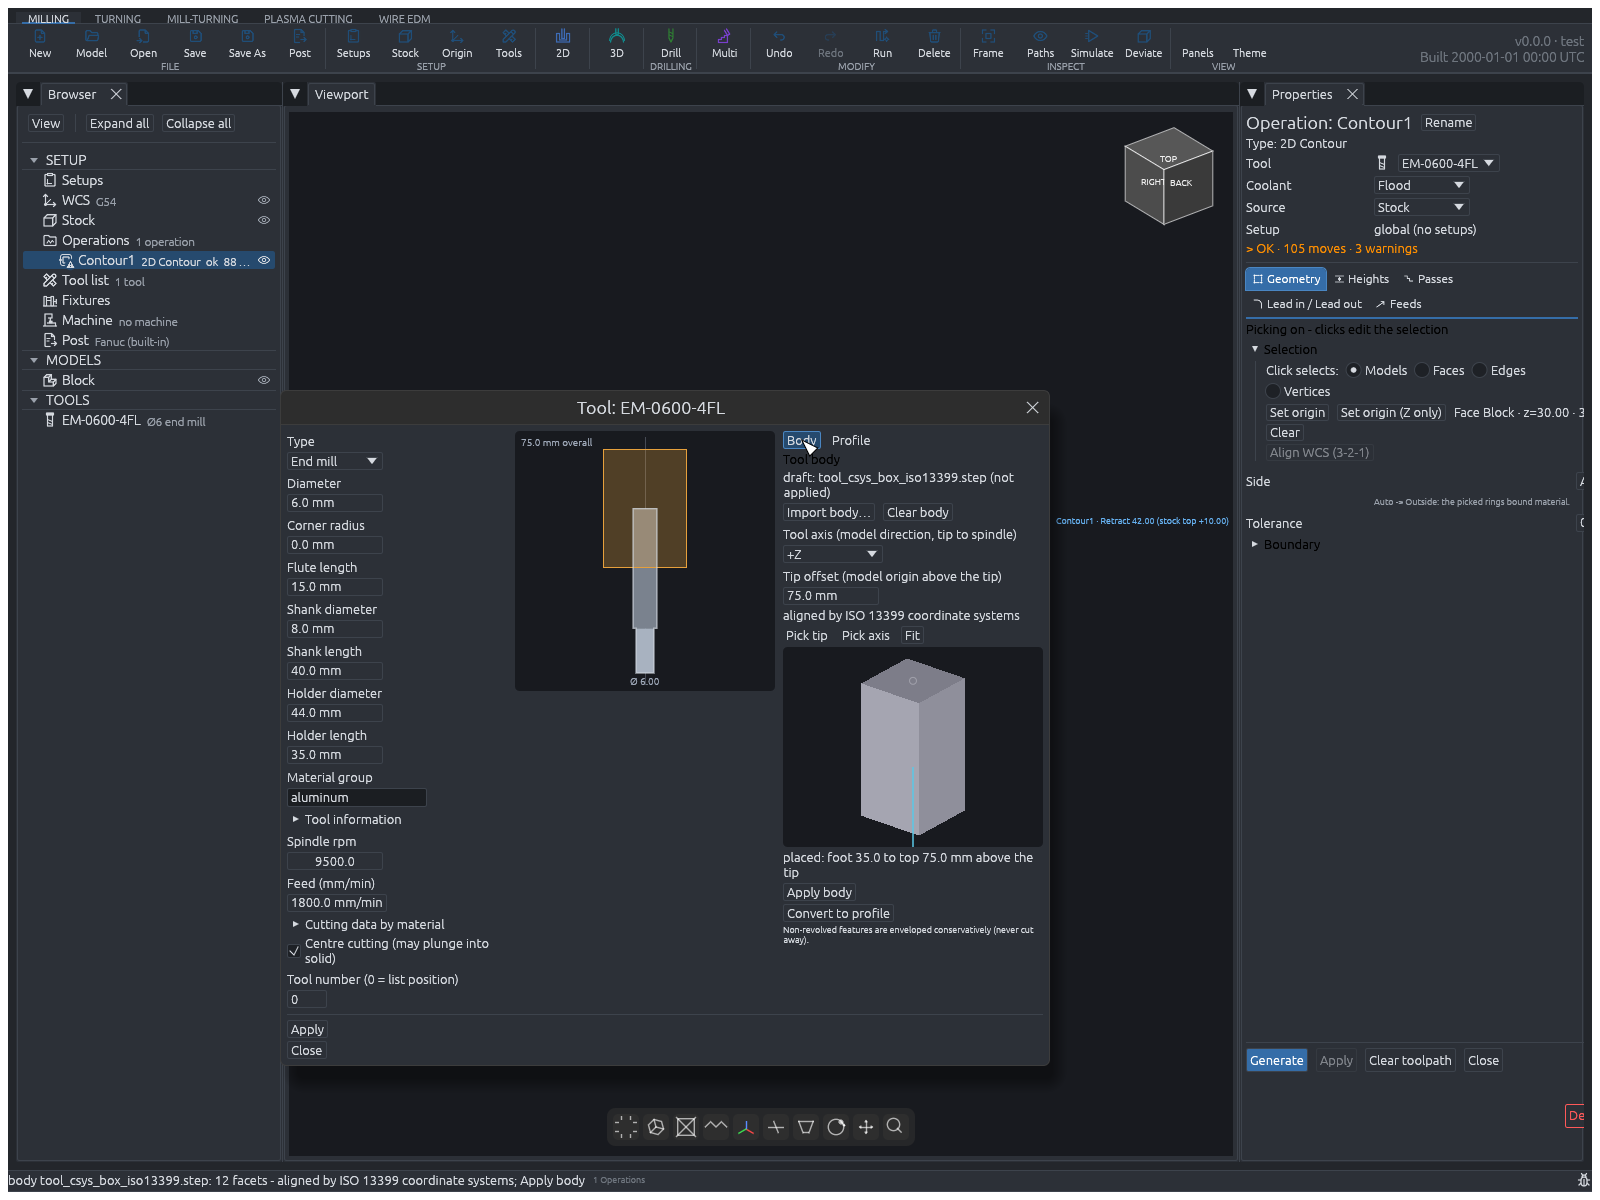 MILLING TURNING MILL-TURNING PLASMA CUTTING WIRE EDM
New Model Open Save Save As Post Setups Stock Origin Tools 2D 3D Drill Multi Undo Redo Run Delete Frame Paths Simulate Deviate Panels Theme
FILE SETUP DRILLING MODIFY INSPECT VIEW
v0.0.0 · test
Built 2000-01-01 00:00 UTC
Browser
View Expand all Collapse all
SETUP
Setups
WCS G54
Stock
Operations 1 operation
Contour1 2D Contour ok 88 ...
Tool list 1 tool
Fixtures
Machine no machine
Post Fanuc (built-in)
MODELS
Block
TOOLS
EM-0600-4FL Ø6 end mill
Viewport
TOP
RIGHT BACK
Contour1 · Retract 42.00 (stock top +10.00)
Tool: EM-0600-4FL
Type
End mill
Diameter
6.0 mm
Corner radius
0.0 mm
Flute length
15.0 mm
Shank diameter
8.0 mm
Shank length
40.0 mm
Holder diameter
44.0 mm
Holder length
35.0 mm
Material group
aluminum
Tool information
Spindle rpm
9500.0
Feed (mm/min)
1800.0 mm/min
Cutting data by material
Centre cutting (may plunge into
solid)
Tool number (0 = list position)
0
Apply
Close
75.0 mm overall
Ø 6.00
Body Profile
Tool body
draft: tool_csys_box_iso13399.step (not
applied)
Import body... Clear body
Tool axis (model direction, tip to spindle)
+Z
Tip offset (model origin above the tip)
75.0 mm
aligned by ISO 13399 coordinate systems
Pick tip Pick axis Fit
placed: foot 35.0 to top 75.0 mm above the
tip
Apply body
Convert to profile
Non-revolved features are enveloped conservatively (never cut
away).
Properties
Operation: Contour1 Rename
Type: 2D Contour
Tool EM-0600-4FL
Coolant Flood
Source Stock
Setup global (no setups)
> OK · 105 moves · 3 warnings
Geometry Heights Passes
Lead in / Lead out Feeds
Picking on - clicks edit the selection
Selection
Click selects: Models Faces Edges
Vertices
Set origin Set origin (Z only) Face Block · z=30.00 · 3
Clear
Align WCS (3-2-1)
Side
Auto -> Outside: the picked rings bound material.
Tolerance
Boundary
Generate Apply Clear toolpath Close
De
body tool_csys_box_iso13399.step: 12 facets - aligned by ISO 13399 coordinate systems; Apply body 1 Operations